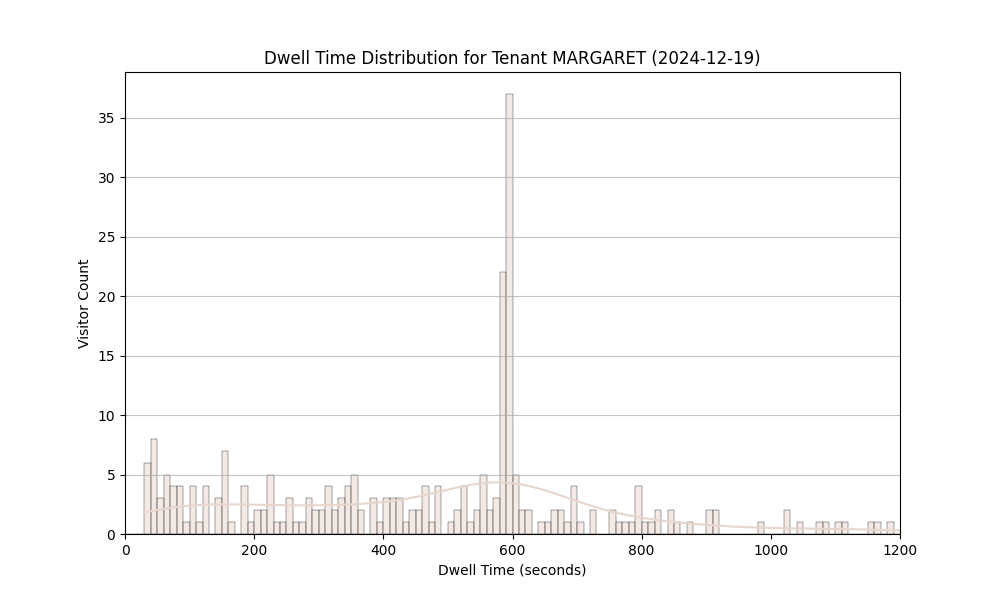 Dwell Time Distribution for Tenant MARGARET (2024-12-19)
35
30
25
20
15
10
5
0
Visitor Count
0 200 400 600 800 1000 1200
Dwell Time (seconds)